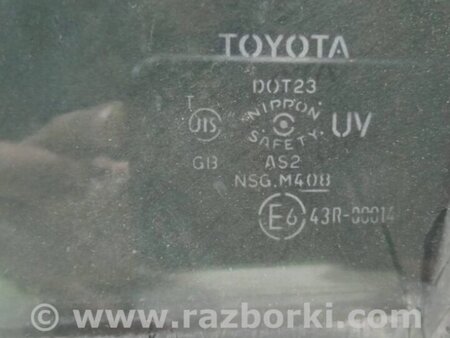 TOYOTA
DOT23
T
NIPPON
JIS
UV
SAFETY
GB
AS2
NSG.M408
E6 43R-00014
© www.razborki.com